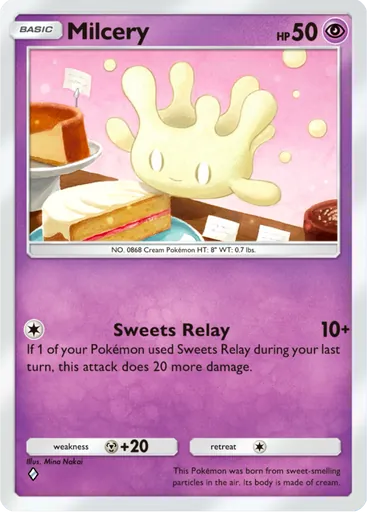 BASIC Milcery HP 50
NO. 0868 Cream Pokémon HT: 8" WT: 0.7 lbs.
Sweets Relay 10+
If 1 of your Pokémon used Sweets Relay during your last
turn, this attack does 20 more damage.
weakness +20 retreat
Illus. Mina Nakai
This Pokémon was born from sweet-smelling
particles in the air. Its body is made of cream.